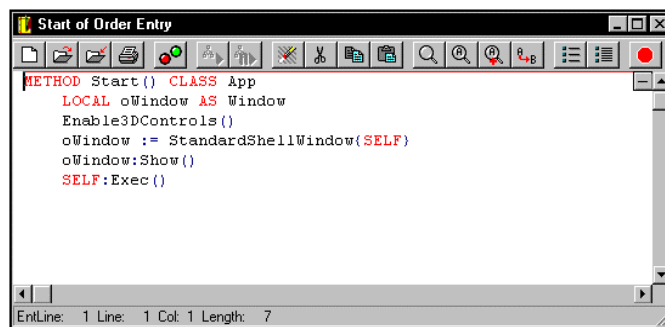 Start of Order Entry
METHOD Start() CLASS App
LOCAL oWindow AS Window
Enable3DControls()
oWindow := StandardShellWindow{SELF}
oWindow:Show()
SELF:Exec()
EntLine: 1 Line: 1 Col: 1 Length: 7